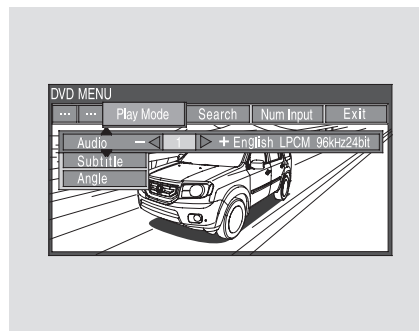 DVD MENU
... ... Play Mode Search Num Input Exit
Audio − 1 + English LPCM 96kHz24bit
Subtitle
Angle